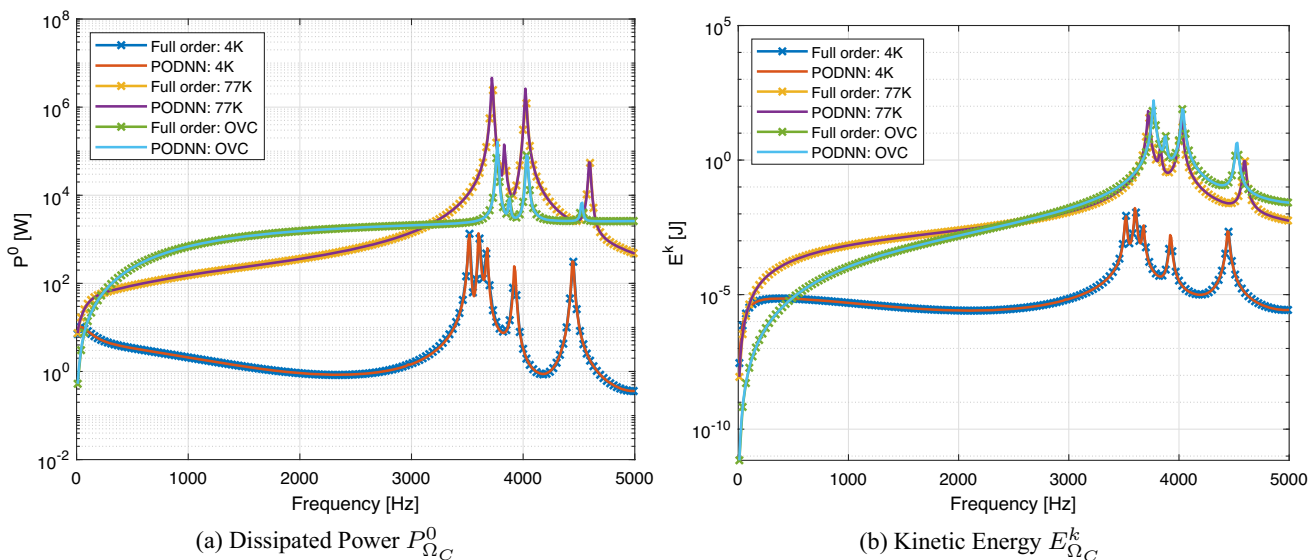 10^8
10^6
10^4
10^2
10^0
10^-2
P^0 [W]
Full order: 4K
PODNN: 4K
Full order: 77K
PODNN: 77K
Full order: OVC
PODNN: OVC
0 1000 2000 3000 4000 5000
Frequency [Hz]
(a) Dissipated Power P^0_{Ω_C}
10^5
10^0
10^-5
10^-10
E^k [J]
Full order: 4K
PODNN: 4K
Full order: 77K
PODNN: 77K
Full order: OVC
PODNN: OVC
0 1000 2000 3000 4000 5000
Frequency [Hz]
(b) Kinetic Energy E^k_{Ω_C}